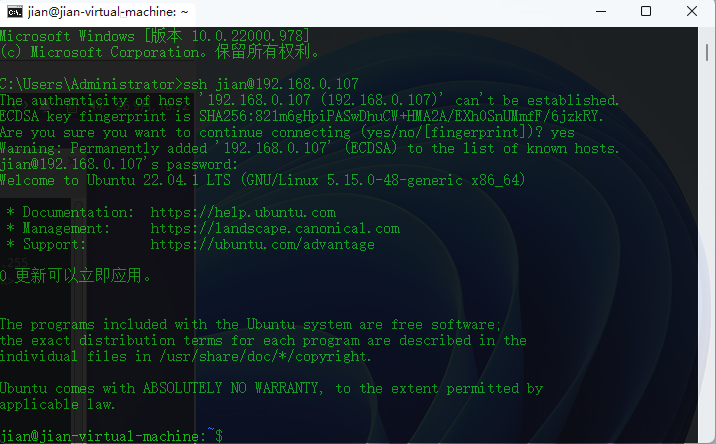 jian@jian-virtual-machine: ~
Microsoft Windows [版本 10.0.22000.978]
(c) Microsoft Corporation。保留所有权利。
C:\Users\Administrator>ssh jian@192.168.0.107
The authenticity of host '192.168.0.107 (192.168.0.107)' can't be established.
ECDSA key fingerprint is SHA256:821m6gHpiPASwDhuCW+HMA2A/EXh0SnUMmfF/6jzkRY.
Are you sure you want to continue connecting (yes/no/[fingerprint])? yes
Warning: Permanently added '192.168.0.107' (ECDSA) to the list of known hosts.
jian@192.168.0.107's password:
Welcome to Ubuntu 22.04.1 LTS (GNU/Linux 5.15.0-48-generic x86_64)
* Documentation:  https://help.ubuntu.com
* Management:     https://landscape.canonical.com
* Support:        https://ubuntu.com/advantage
0 更新可以立即应用。
The programs included with the Ubuntu system are free software;
the exact distribution terms for each program are described in the
individual files in /usr/share/doc/*/copyright.
Ubuntu comes with ABSOLUTELY NO WARRANTY, to the extent permitted by
applicable law.
jian@jian-virtual-machine:~$